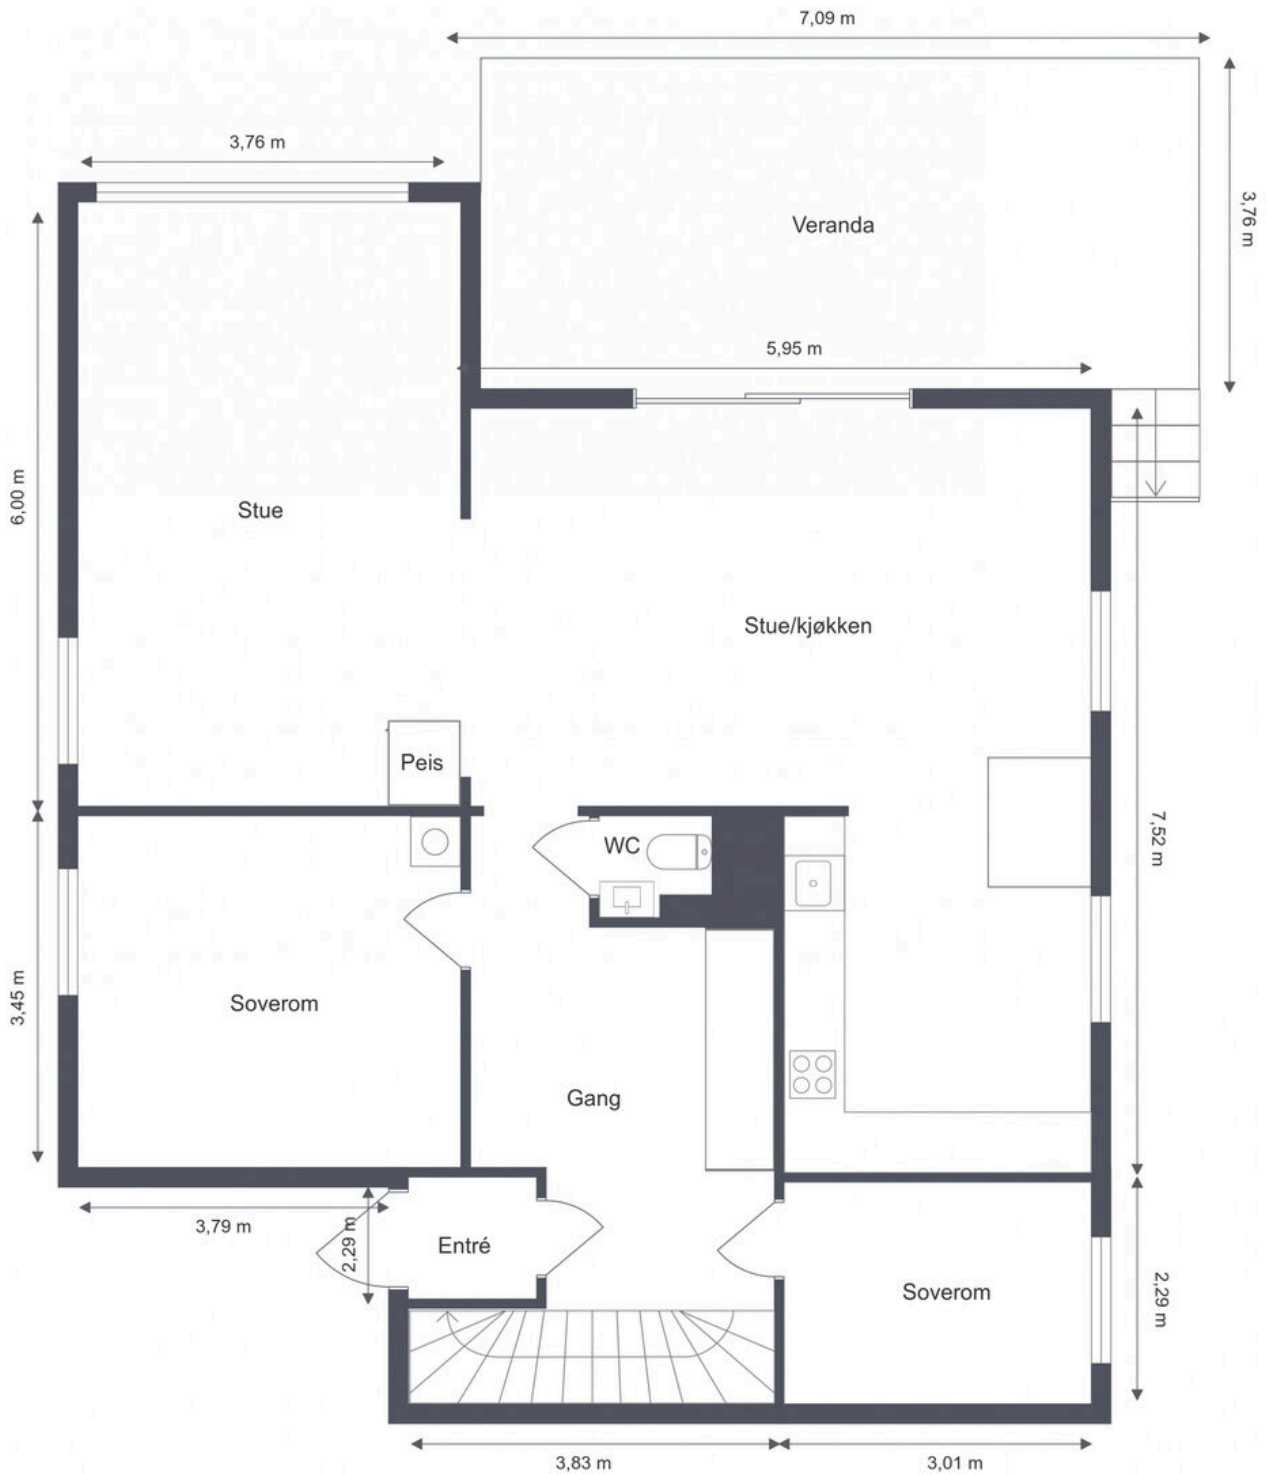 7,09 m
3,76 m
Veranda
3,76 m
5,95 m
6,00 m
Stue
Stue/kjøkken
Peis
7,52 m
WC
3,45 m
Soverom
Gang
3,79 m
2,29 m
Entré
Soverom
2,29 m
3,83 m
3,01 m